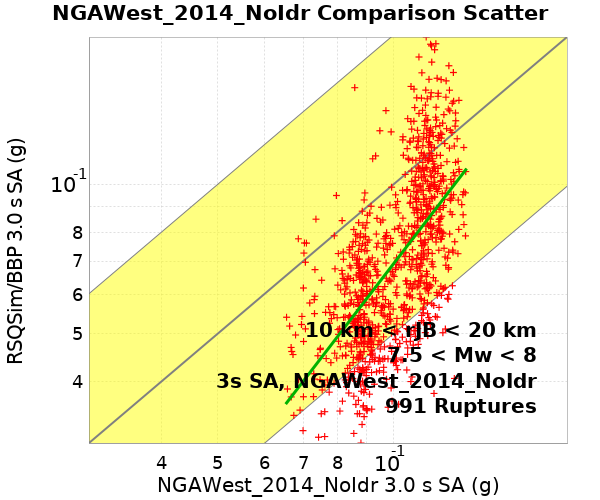 NGAWest_2014_NoIdr Comparison Scatter
RSQSim/BBP 3.0 s SA (g)
10-1
8
7
6
5
4
10 km < rJB < 20 km
7.5 < Mw < 8
3s SA, NGAWest_2014_NoIdr
991 Ruptures
4 5 6 7 8 10-1
NGAWest_2014_NoIdr 3.0 s SA (g)